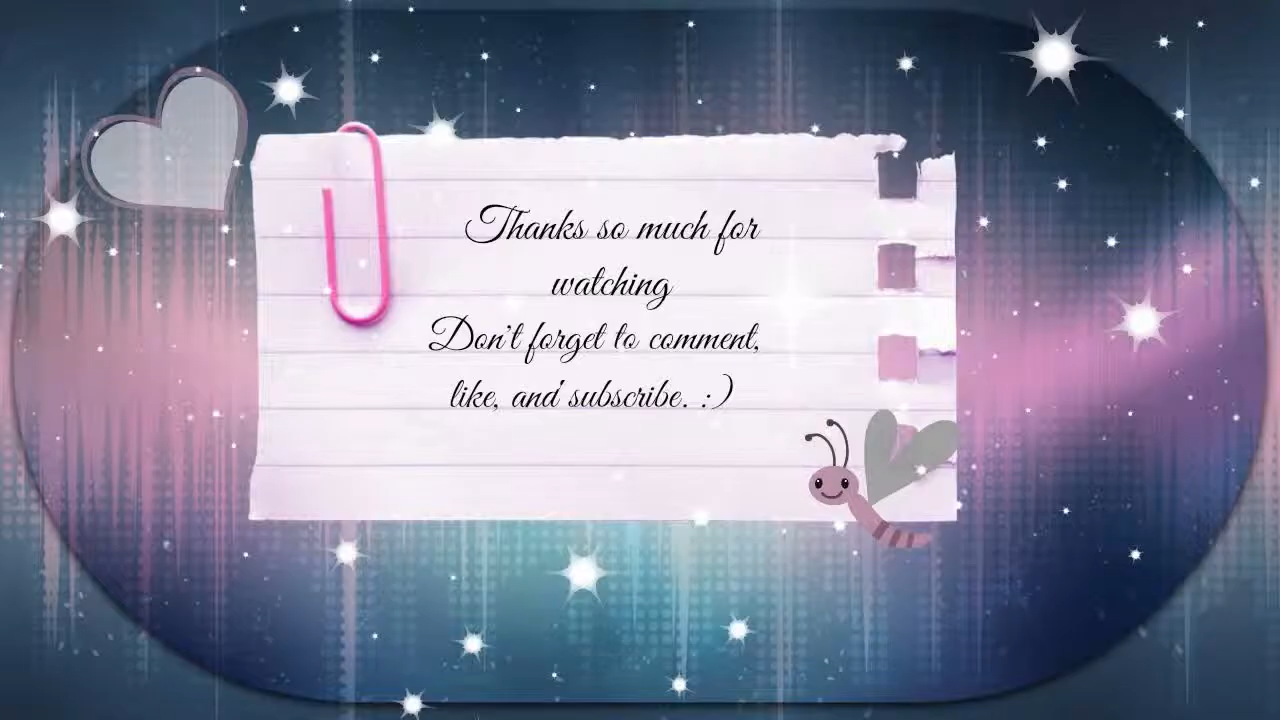 Thanks so much for
watching
Don't forget to comment,
like, and subscribe. :)